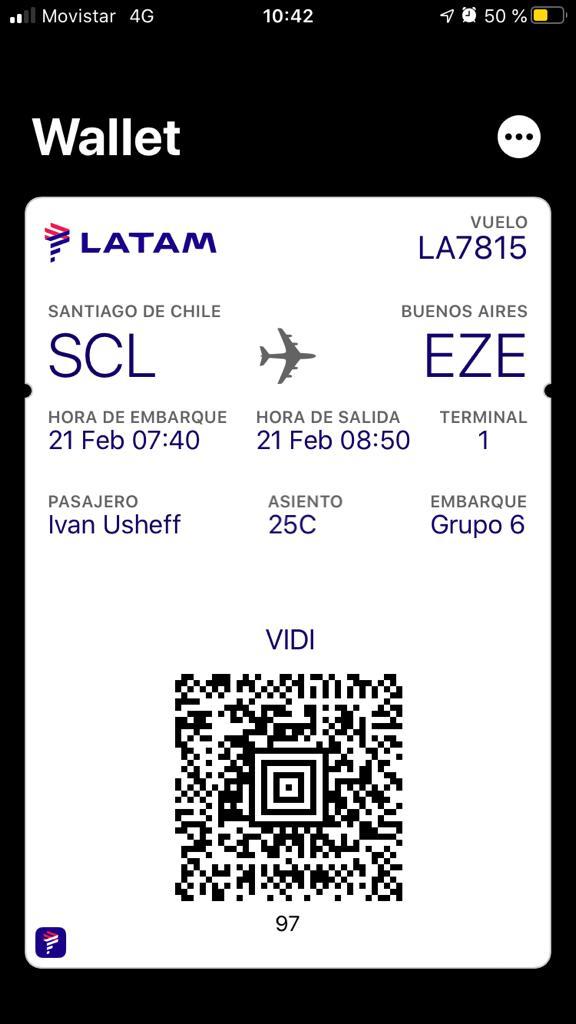 Movistar 4G 10:42 50 %
Wallet
LATAM
VUELO
LA7815
SANTIAGO DE CHILE BUENOS AIRES
SCL EZE
HORA DE EMBARQUE HORA DE SALIDA TERMINAL
21 Feb 07:40 21 Feb 08:50 1
PASAJERO ASIENTO EMBARQUE
Ivan Usheff 25C Grupo 6
VIDI
97